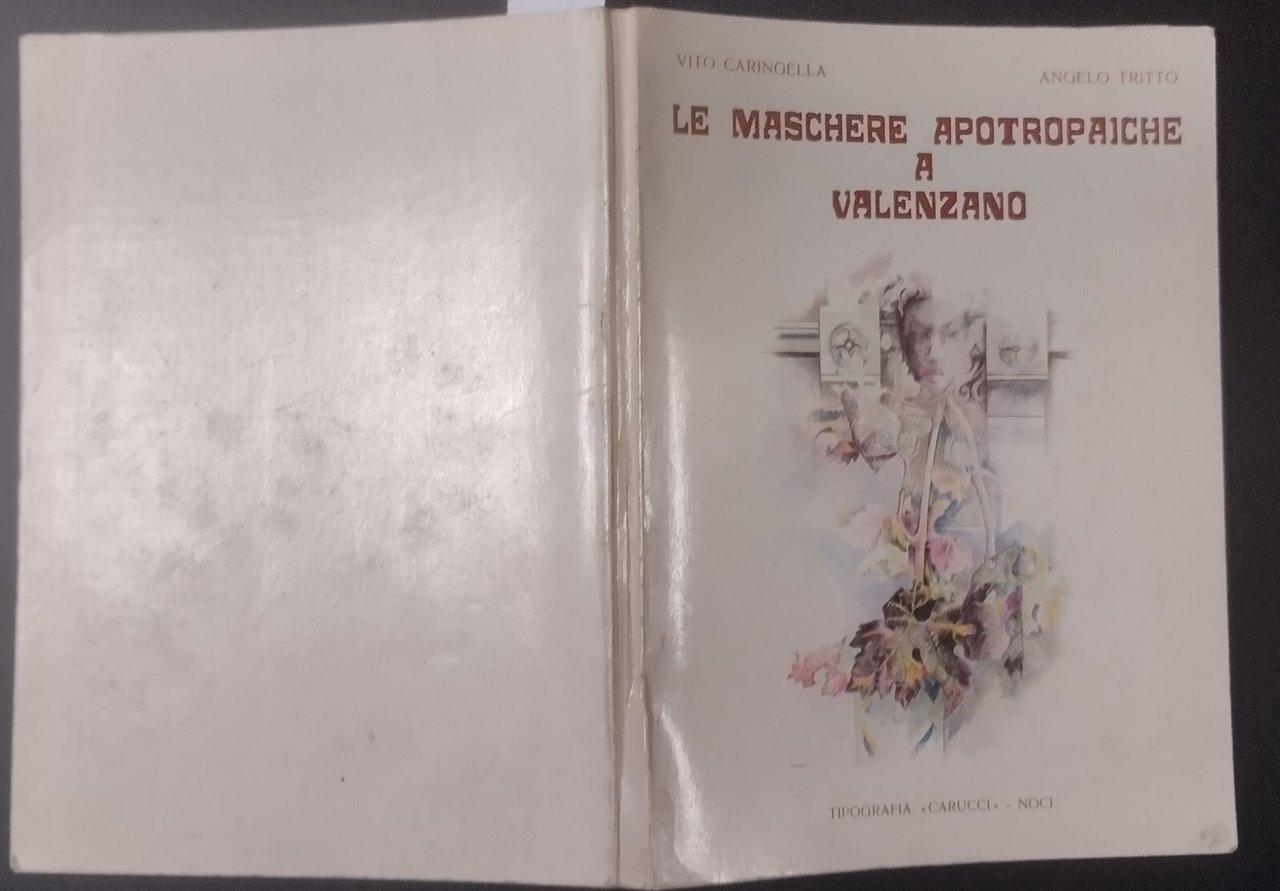 VITO CARINGELLA
ANGELO TRITTO
LE MASCHERE APOTROPAICHE
A
VALENZANO
TIPOGRAFIA «CARUCCI» - NOCI